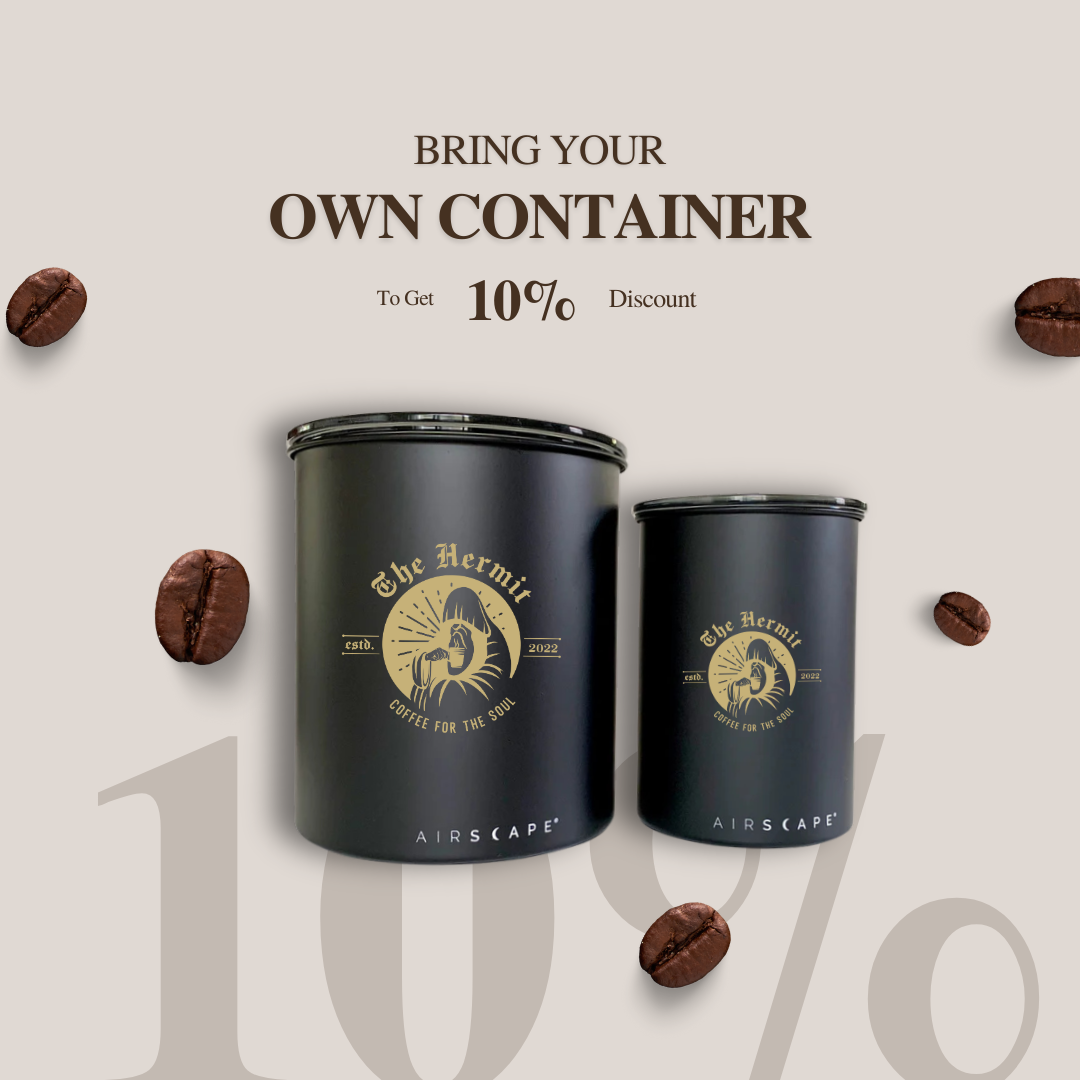 BRING YOUR
OWN CONTAINER
To Get 10% Discount
The Hermit
estd. 2022
COFFEE FOR THE SOUL
AIRSCAPE®
The Hermit
estd. 2022
COFFEE FOR THE SOUL
AIRSCAPE®
10%